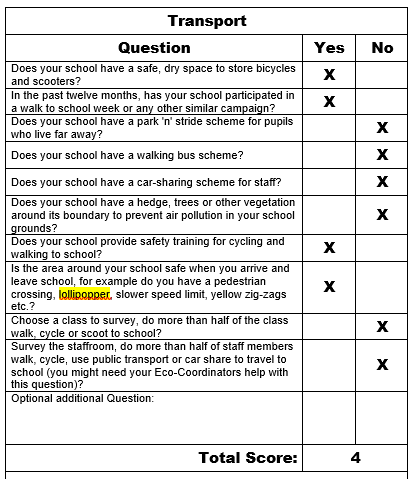 Transport
Question Yes No
Does your school have a safe, dry space to store bicycles X
and scooters?
In the past twelve months, has your school participated in X
a walk to school week or any other similar campaign?
Does your school have a park 'n' stride scheme for pupils X
who live far away?
Does your school have a walking bus scheme? X
Does your school have a car-sharing scheme for staff? X
Does your school have a hedge, trees or other vegetation
around its boundary to prevent air pollution in your school X
grounds?
Does your school provide safety training for cycling and X
walking to school?
Is the area around your school safe when you arrive and
leave school, for example do you have a pedestrian
crossing, lollipopper, slower speed limit, yellow zig-zags X
etc.?
Choose a class to survey, do more than half of the class X
walk, cycle or scoot to school?
Survey the staffroom, do more than half of staff members
walk, cycle, use public transport or car share to travel to X
school (you might need your Eco-Coordinators help with
this question)?
Optional additional Question:
Total Score: 4